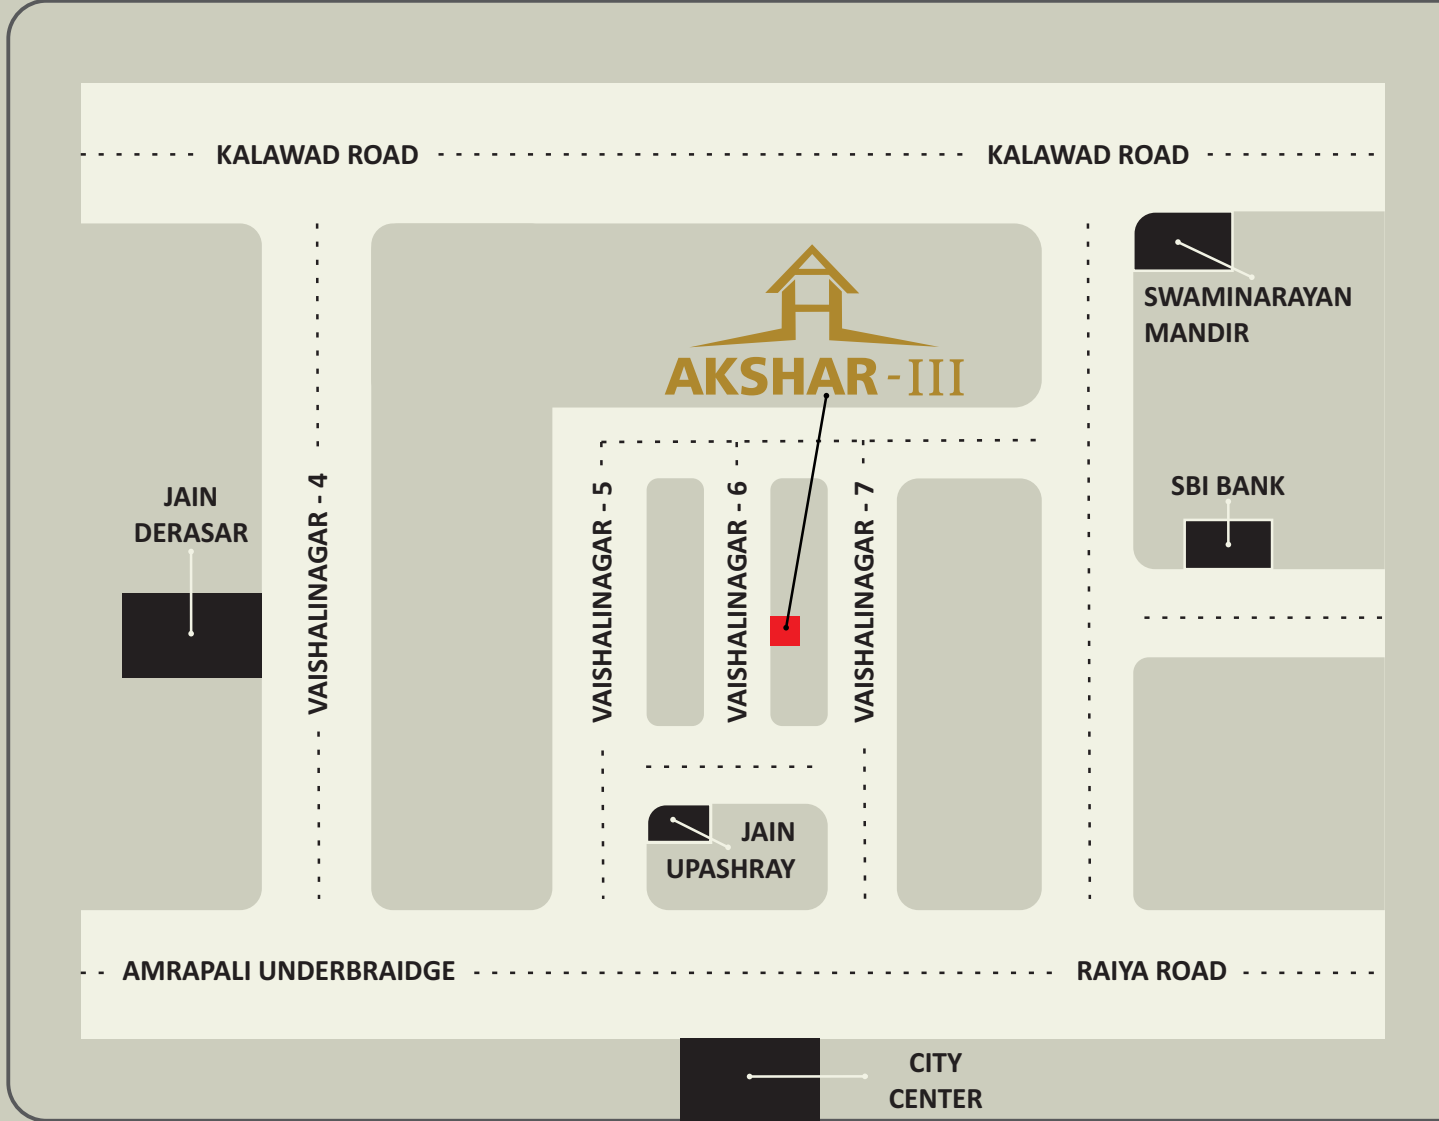 KALAWAD ROAD
KALAWAD ROAD
SWAMINARAYAN
MANDIR
AKSHAR - III
JAIN
DERASAR
VAISHALINAGAR - 4
VAISHALINAGAR - 5
VAISHALINAGAR - 6
VAISHALINAGAR - 7
SBI BANK
JAIN
UPASHRAY
AMRAPALI UNDERBRAIDGE
RAIYA ROAD
CITY
CENTER